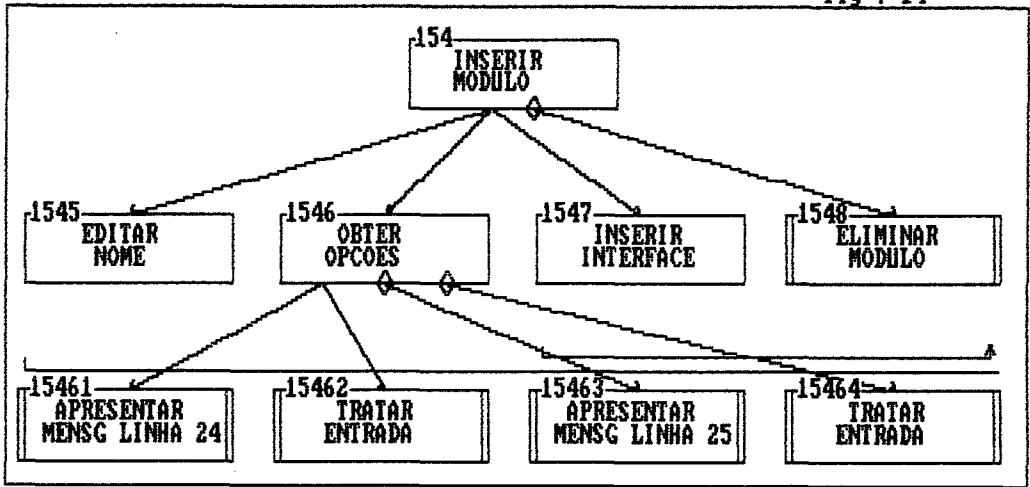 154
INSERIR
MODULO
1545
EDITAR
NOME
1546
OBTER
OPCOES
1547
INSERIR
INTERFACE
1548
ELIMINAR
MODULO
15461
APRESENTAR
MENSG LINHA 24
15462
TRATAR
ENTRADA
15463
APRESENTAR
MENSG LINHA 25
15464
TRATAR
ENTRADA